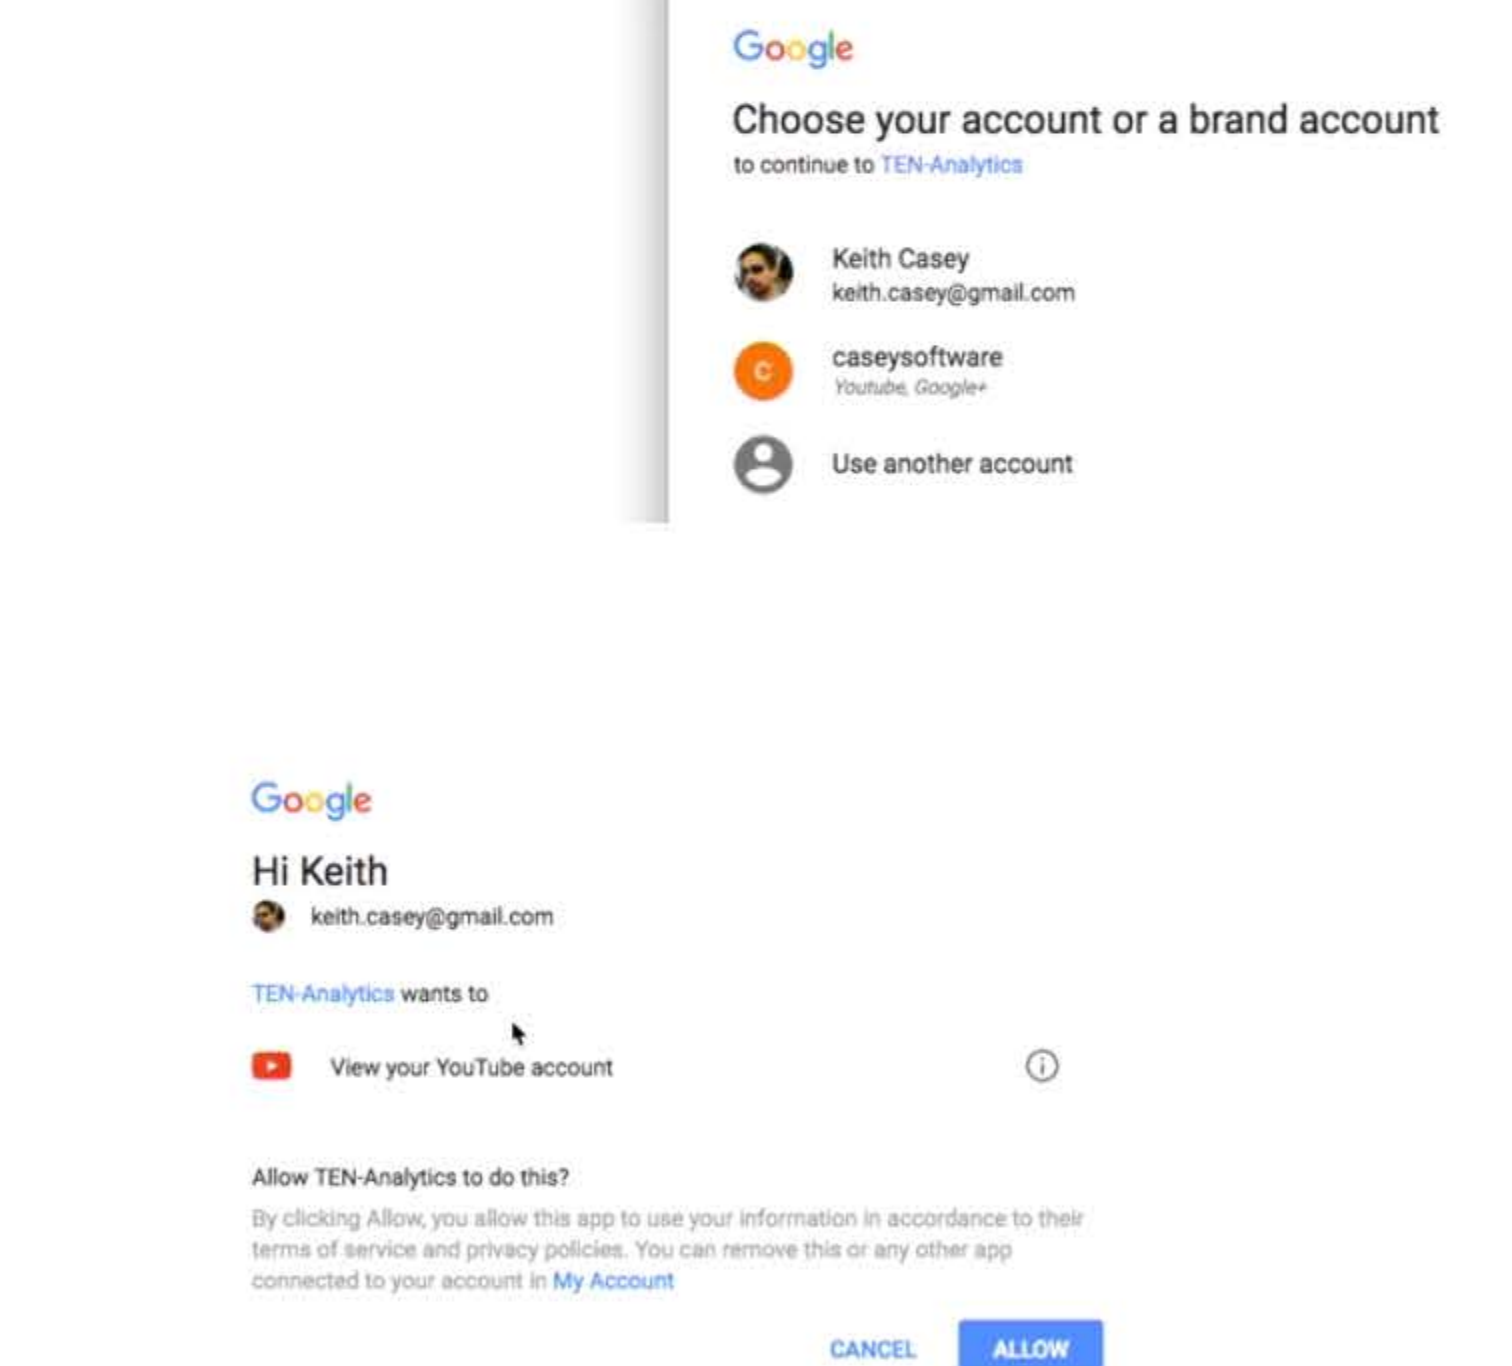 Google
Choose your account or a brand account
to continue to TEN-Analytics
Keith Casey
keith.casey@gmail.com
C
caseysoftware
Youtube, Google+
Use another account
Google
Hi Keith
keith.casey@gmail.com
TEN-Analytics wants to
View your YouTube account
Allow TEN-Analytics to do this?
By clicking Allow, you allow this app to use your information in accordance to their
terms of service and privacy policies. You can remove this or any other app
connected to your account in My Account
CANCEL ALLOW